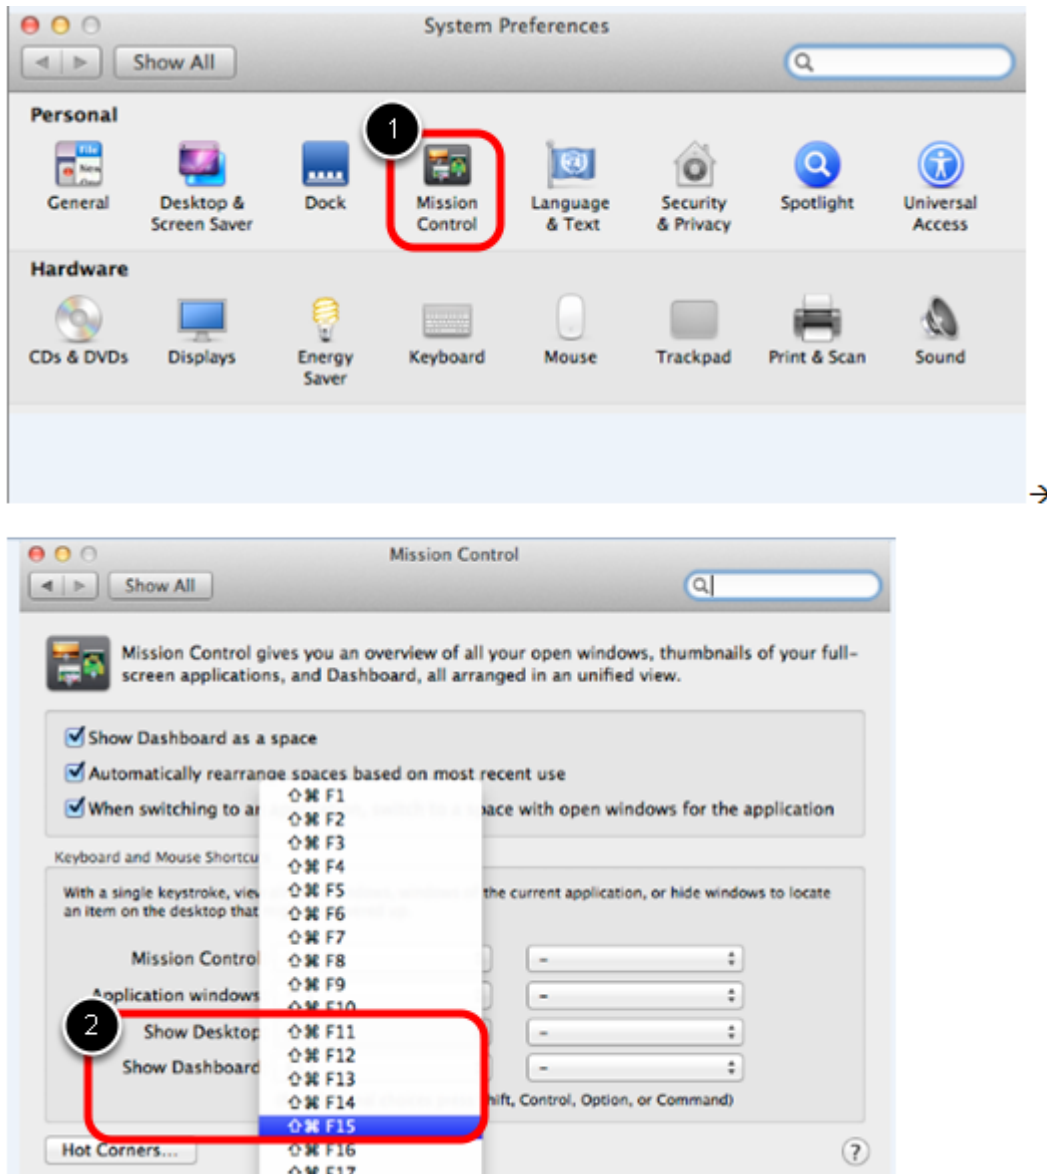 System Preferences
Show All
Personal
1
General
Desktop & Screen Saver
Dock
Mission Control
Language & Text
Security & Privacy
Spotlight
Universal Access
Hardware
CDs & DVDs
Displays
Energy Saver
Keyboard
Mouse
Trackpad
Print & Scan
Sound
→
Mission Control
Show All
Mission Control gives you an overview of all your open windows, thumbnails of your full-
screen applications, and Dashboard, all arranged in an unified view.
Show Dashboard as a space
Automatically rearrange spaces based on most recent use
When switching to an space with open windows for the application
Keyboard and Mouse
With a single keystroke, the current application, or hide windows to locate
an item on the desktop that
Mission Control
Application windows
2
Show Desktop
Show Dashboard
⇧⌘ F1
⇧⌘ F2
⇧⌘ F3
⇧⌘ F4
⇧⌘ F5
⇧⌘ F6
⇧⌘ F7
⇧⌘ F8
⇧⌘ F9
⇧⌘ F10
⇧⌘ F11
⇧⌘ F12
⇧⌘ F13
⇧⌘ F14
⇧⌘ F15
⇧⌘ F16
⇧⌘ F17
–
–
–
–
Control, Option, or Command)
Hot Corners...
?